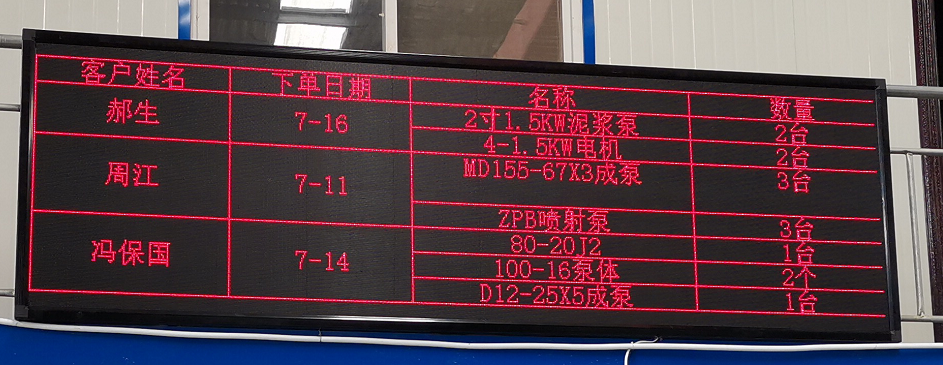 客户姓名 下单日期 名称 数量
郝生 7-16 2寸1.5KW泥浆泵 2台
4-1.5KW电机 2台
周江 7-11 MD155-67X3成泵 3台
ZPB喷射泵 3台
冯保国 7-14 80-20J2 1台
100-16泵体 2个
D12-25X5成泵 1台